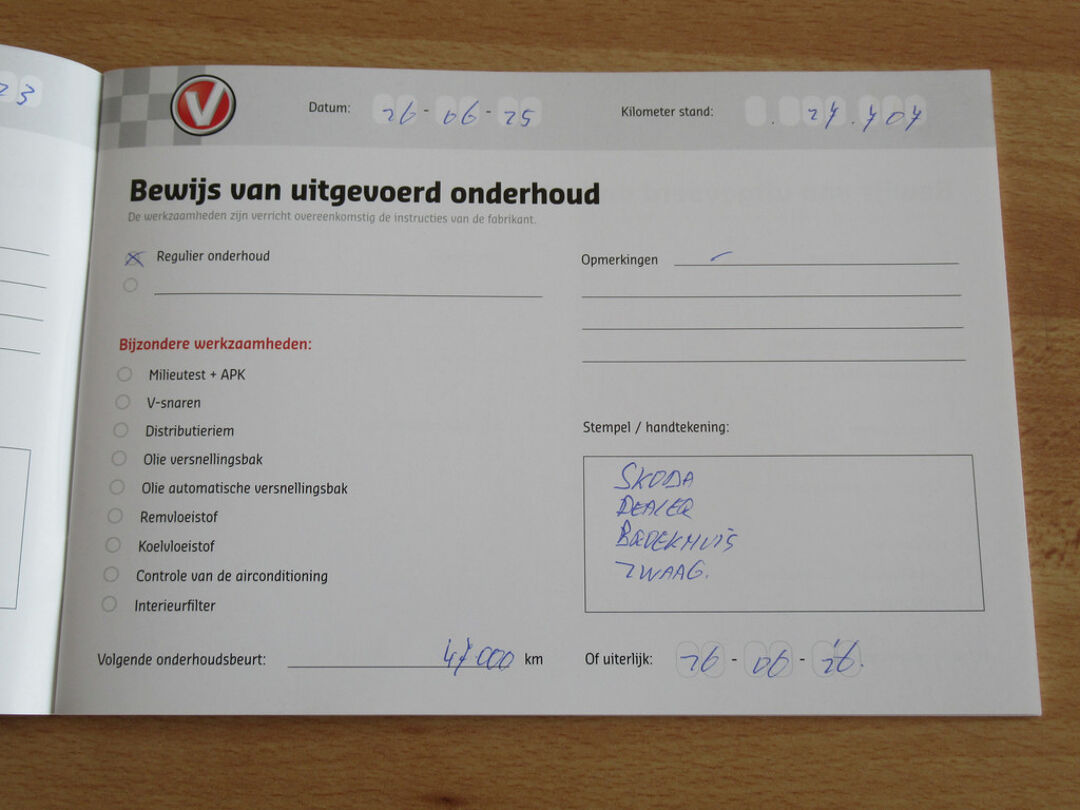 23
V
Datum: 26-06-25
Kilometer stand: 27.707
Bewijs van uitgevoerd onderhoud
De werkzaamheden zijn verricht overeenkomstig de instructies van de fabrikant.
Regulier onderhoud
Opmerkingen
Bijzondere werkzaamheden:
Milieutest + APK
V-snaren
Distributieriem
Olie versnellingsbak
Olie automatische versnellingsbak
Remvloeistof
Koelvloeistof
Controle van de airconditioning
Interieurfilter
Stempel / handtekening:
SKODA
DEALER
BROEKHUIS
ZWAAG.
Volgende onderhoudsbeurt: 47.000 km
Of uiterlijk: 26-06-26.